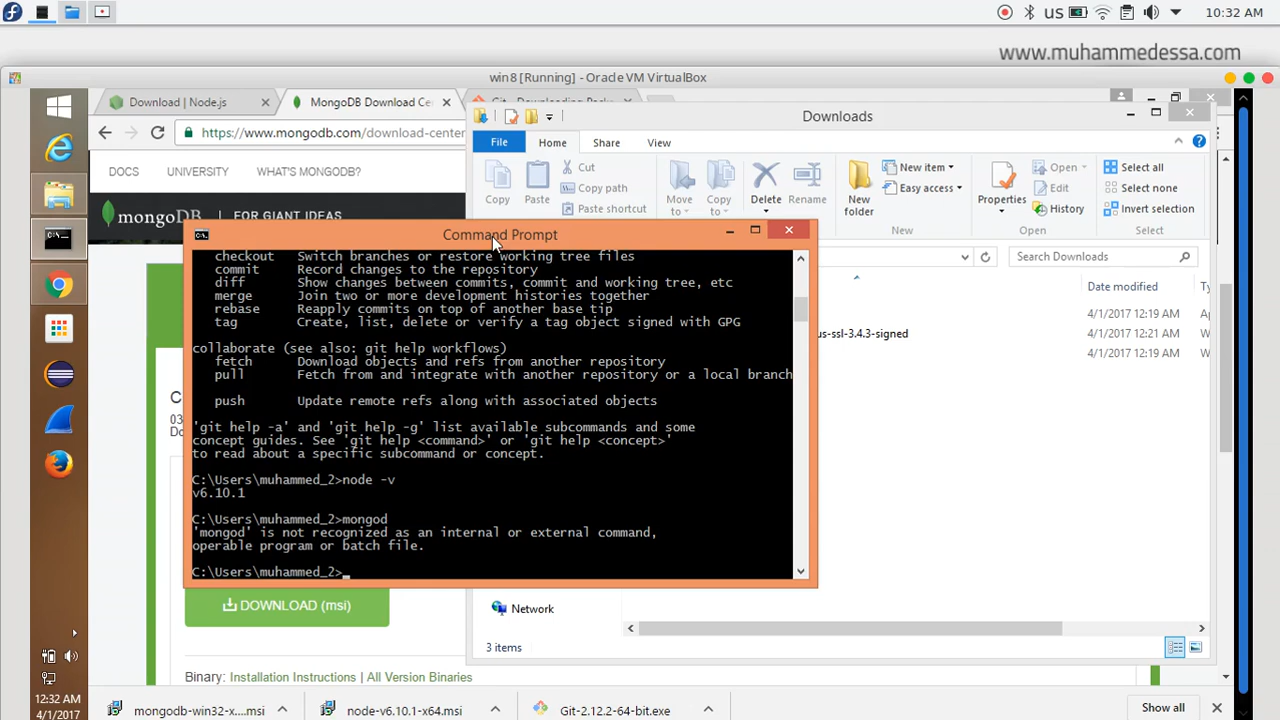 us
10:32 AM
www.muhammedessa.com
win8 [Running] - Oracle VM VirtualBox
Download | Node.js
MongoDB Download Ce
Git - Downloading Pack
Downloads
https://www.mongodb.com/download-center
File
Home
Share
View
DOCS
UNIVERSITY
WHAT'S MONGODB?
mongoDB
FOR GIANT IDEAS
Copy
Paste
Cut
Copy path
Paste shortcut
Move to
Copy to
Delete
Rename
New folder
New item
Easy access
New
Properties
Open
Edit
History
Open
Select all
Select none
Invert selection
Select
Search Downloads
Date modified
4/1/2017 12:19 AM
us-ssl-3.4.3-signed
4/1/2017 12:21 AM
4/1/2017 12:19 AM
Command Prompt
checkout Switch branches or restore working tree files
commit Record changes to the repository
diff Show changes between commits, commit and working tree, etc
merge Join two or more development histories together
rebase Reapply commits on top of another base tip
tag Create, list, delete or verify a tag object signed with GPG
collaborate (see also: git help workflows)
fetch Download objects and refs from another repository
pull Fetch from and integrate with another repository or a local branch
push Update remote refs along with associated objects
'git help -a' and 'git help -g' list available subcommands and some
concept guides. See 'git help <command>' or 'git help <concept>'
to read about a specific subcommand or concept.
C:\Users\muhammed_2>node -v
v6.10.1
C:\Users\muhammed_2>mongod
'mongod' is not recognized as an internal or external command,
operable program or batch file.
C:\Users\muhammed_2>
C
03
Do
DOWNLOAD (msi)
Network
3 items
Binary: Installation Instructions | All Version Binaries
12:32 AM
4/1/2017
mongodb-win32-x....msi
node-v6.10.1-x64.msi
Git-2.12.2-64-bit.exe
Show all